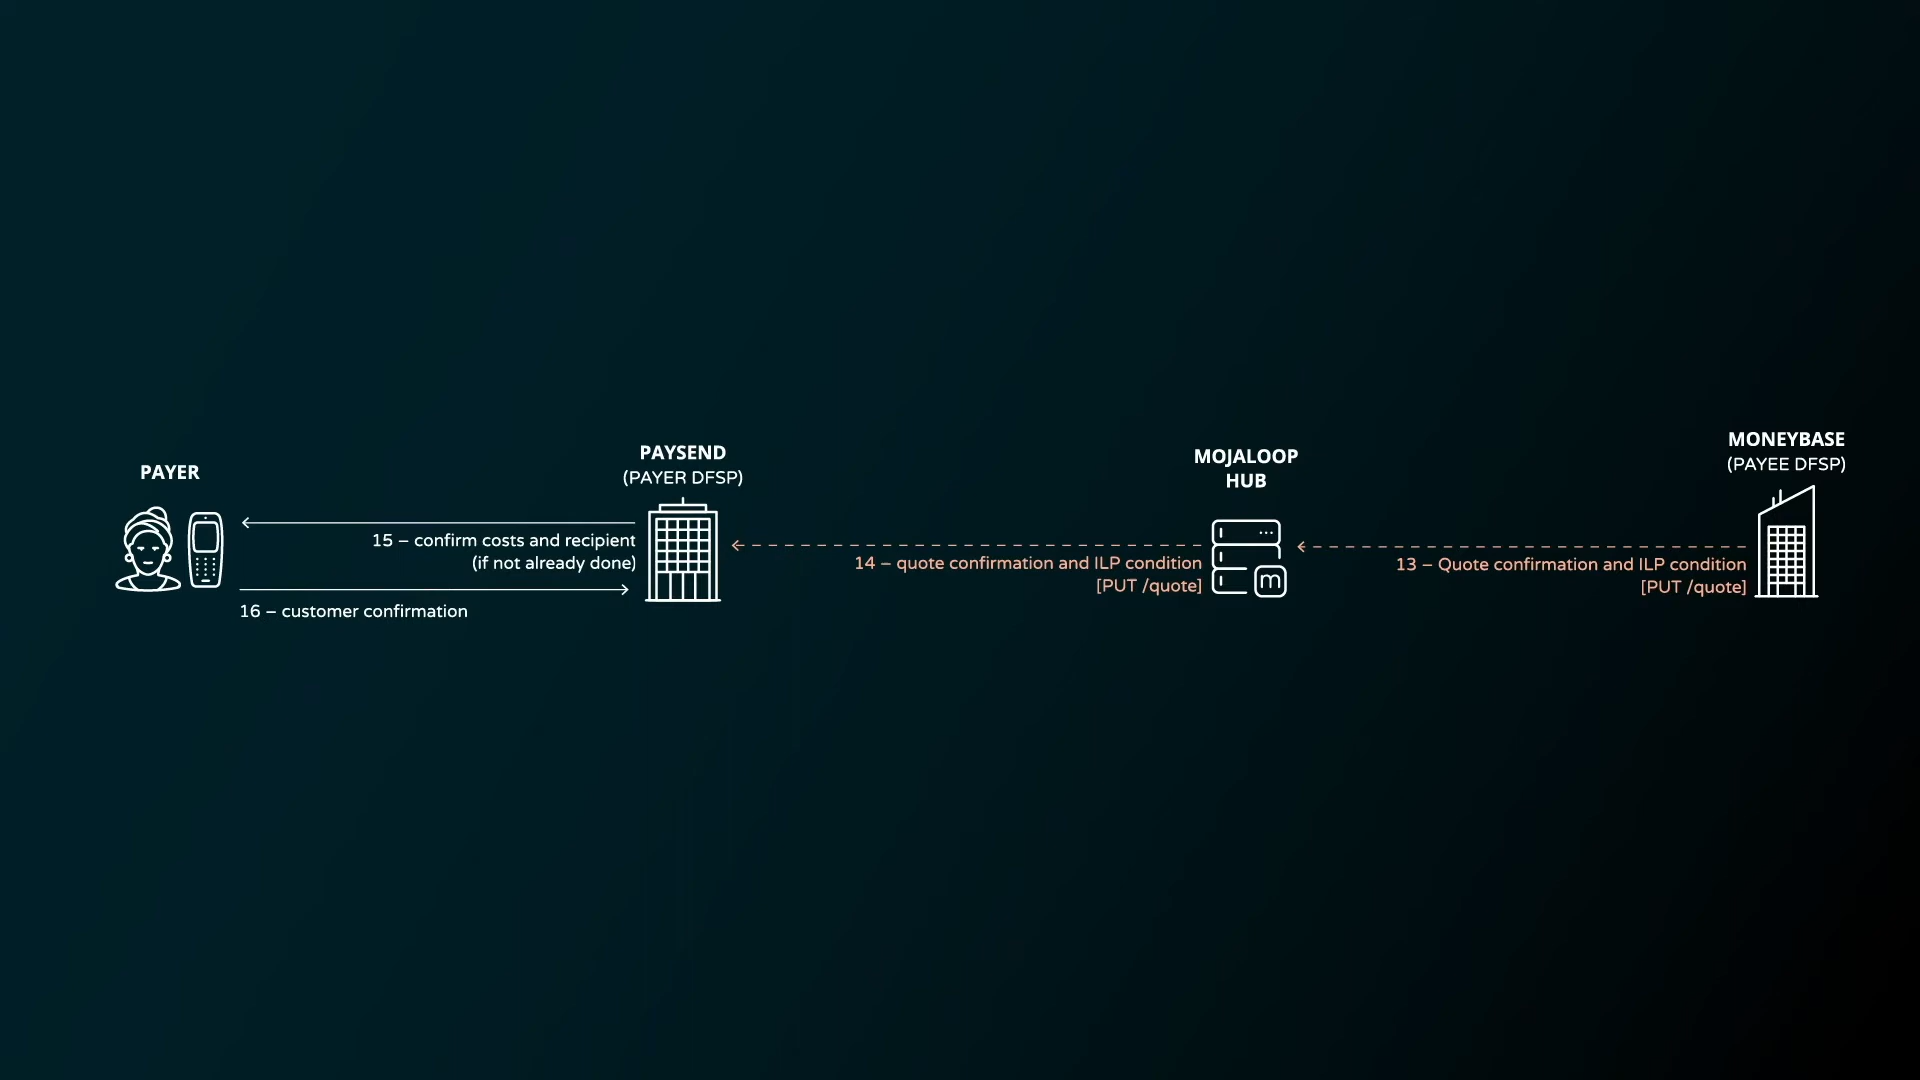 PAYER
PAYSEND
(PAYER DFSP)
MOJALOOP
HUB
MONEYBASE
(PAYEE DFSP)
15 – confirm costs and recipient
(if not already done)
16 – customer confirmation
14 – quote confirmation and ILP condition
[PUT /quote]
m
13 – Quote confirmation and ILP condition
[PUT /quote]